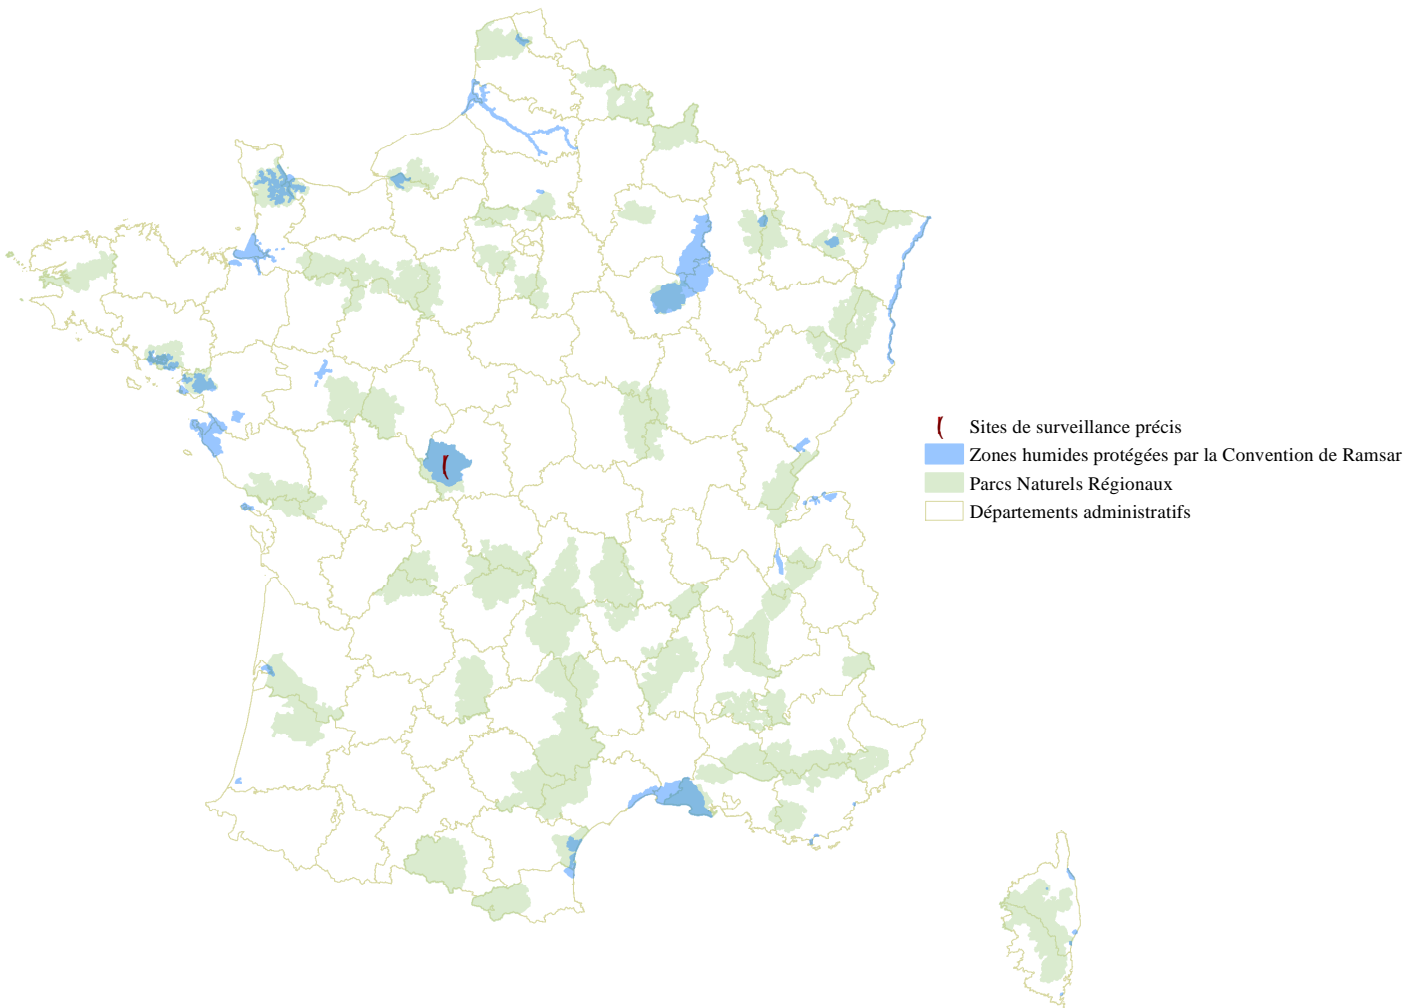 Sites de surveillance précis
Zones humides protégées par la Convention de Ramsar
Parcs Naturels Régionaux
Départements administratifs